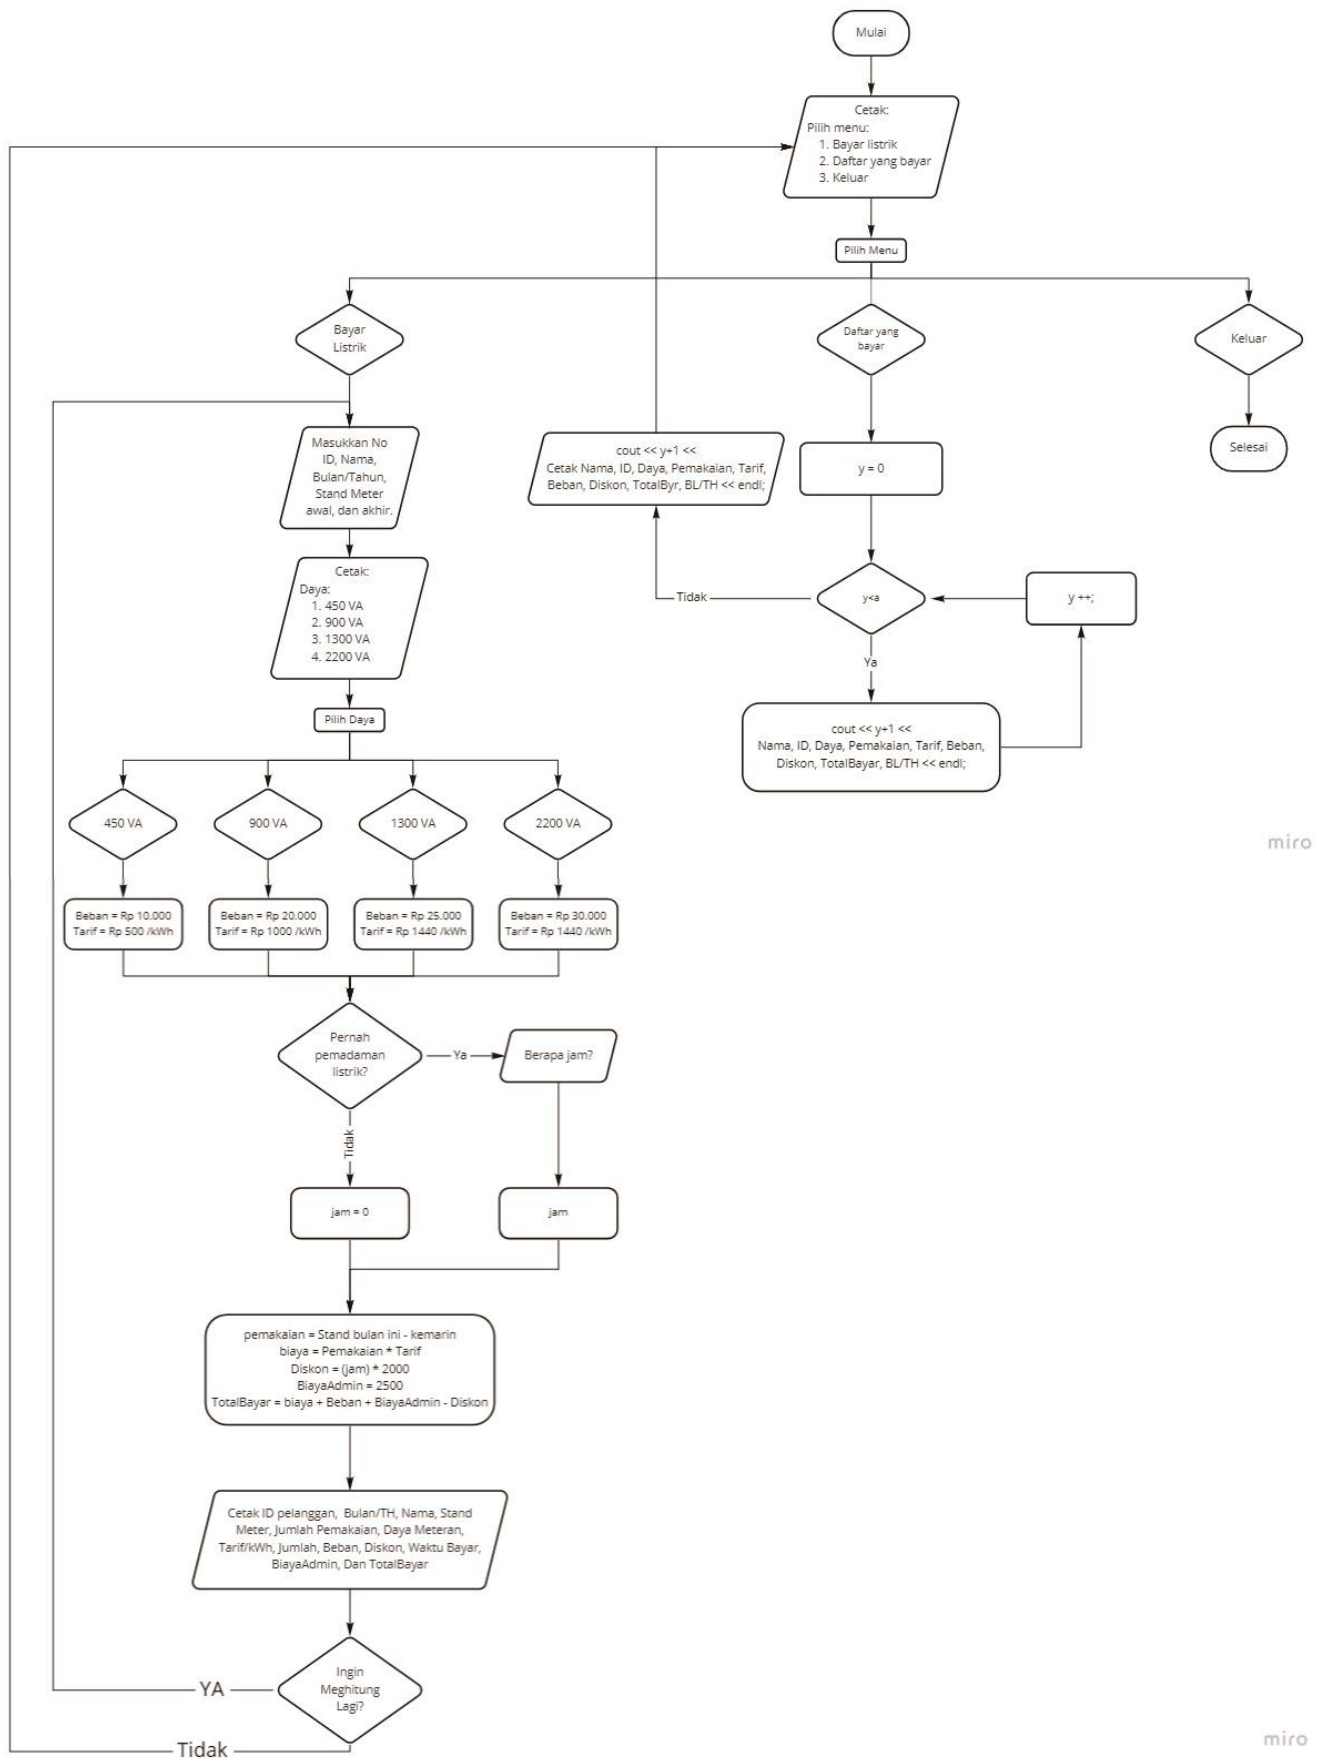 Mulai
Cetak:
Pilih menu:
1. Bayar listrik
2. Daftar yang bayar
3. Keluar
Pilih Menu
Bayar
Listrik
Daftar yang
bayar
Keluar
Selesai
Masukkan No
ID, Nama,
Bulan/Tahun,
Stand Meter
awal, dan akhir.
cout << y+1 <<
Cetak Nama, ID, Daya, Pemakaian, Tarif,
Beban, Diskon, TotalByr, BL/TH << endl;
y = 0
Cetak:
Daya:
1. 450 VA
2. 900 VA
3. 1300 VA
4. 2200 VA
Tidak
y<a
y ++;
Ya
Pilih Daya
cout << y+1 <<
Nama, ID, Daya, Pemakaian, Tarif, Beban,
Diskon, TotalBayar, BL/TH << endl;
450 VA
900 VA
1300 VA
2200 VA
miro
Beban = Rp 10.000
Tarif = Rp 500 /kWh
Beban = Rp 20.000
Tarif = Rp 1000 /kWh
Beban = Rp 25.000
Tarif = Rp 1440 /kWh
Beban = Rp 30.000
Tarif = Rp 1440 /kWh
Pernah
pemadaman
listrik?
Ya
Berapa jam?
Tidak
jam = 0
jam
pemakaian = Stand bulan ini - kemarin
biaya = Pemakaian * Tarif
Diskon = (jam) * 2000
BiayaAdmin = 2500
TotalBayar = biaya + Beban + BiayaAdmin - Diskon
Cetak ID pelanggan, Bulan/TH, Nama, Stand
Meter, Jumlah Pemakaian, Daya Meteran,
Tarif/kWh, Jumlah, Beban, Diskon, Waktu Bayar,
BiayaAdmin, Dan TotalBayar
Ingin
Meghitung
Lagi?
YA
Tidak
miro